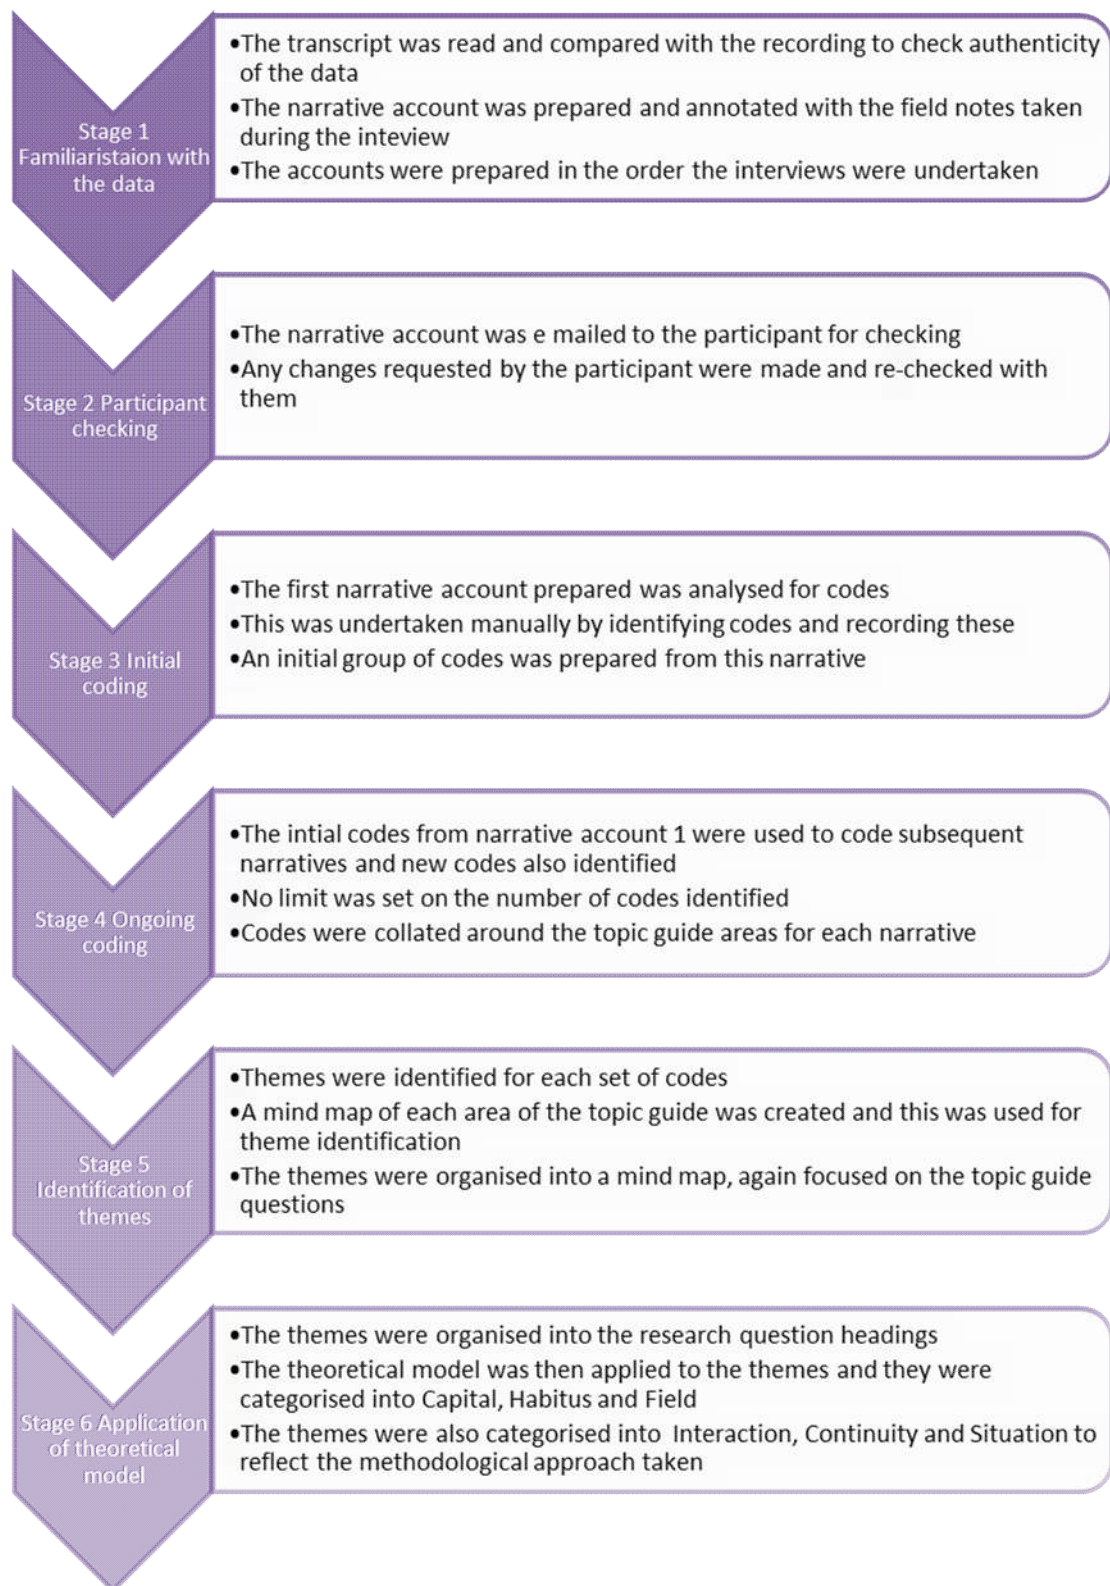 Stage 1
Familiaristaion with
the data
•The transcript was read and compared with the recording to check authenticity
of the data
•The narrative account was prepared and annotated with the field notes taken
during the inteview
•The accounts were prepared in the order the interviews were undertaken
Stage 2 Participant
checking
•The narrative account was e mailed to the participant for checking
•Any changes requested by the participant were made and re-checked with
them
Stage 3 Initial
coding
•The first narrative account prepared was analysed for codes
•This was undertaken manually by identifying codes and recording these
•An initial group of codes was prepared from this narrative
Stage 4 Ongoing
coding
•The intial codes from narrative account 1 were used to code subsequent
narratives and new codes also identified
•No limit was set on the number of codes identified
•Codes were collated around the topic guide areas for each narrative
Stage 5
Identification of
themes
•Themes were identified for each set of codes
•A mind map of each area of the topic guide was created and this was used for
theme identification
•The themes were organised into a mind map, again focused on the topic guide
questions
Stage 6 Application
of theoretical
model
•The themes were organised into the research question headings
•The theoretical model was then applied to the themes and they were
categorised into Capital, Habitus and Field
•The themes were also categorised into Interaction, Continuity and Situation to
reflect the methodological approach taken